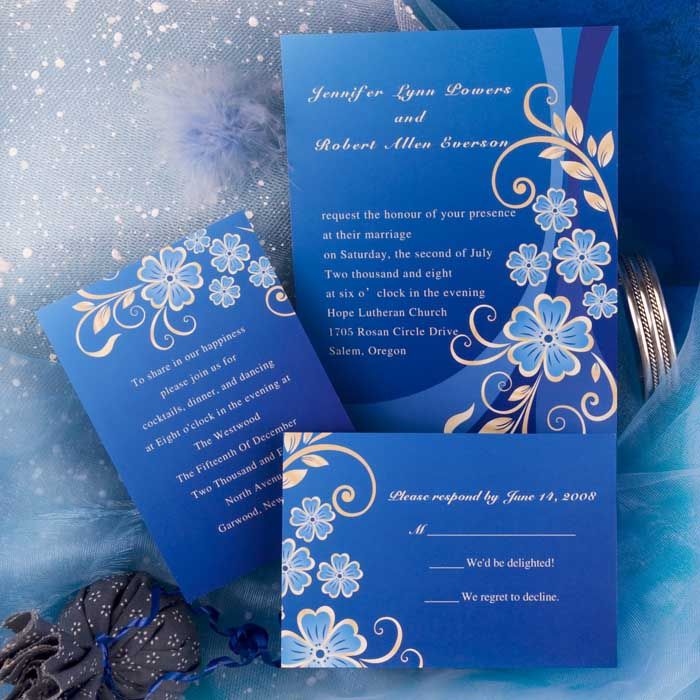 Jennifer Lynn Powers
and
Robert Allen Everson
request the honour of your presence
at their marriage
on Saturday, the second of July
Two thousand and eight
at six o’ clock in the evening
Hope Lutheran Church
1705 Rosan Circle Drive
Salem, Oregon
To share in our happiness
please join us for
cocktails, dinner, and dancing
at Eight o'clock in the evening at
The Westwood
The Fifteenth Of December
Two Thousand and E
North Avenue
Garwood, New
Please respond by June 14, 2008
M
We'd be delighted!
We regret to decline.